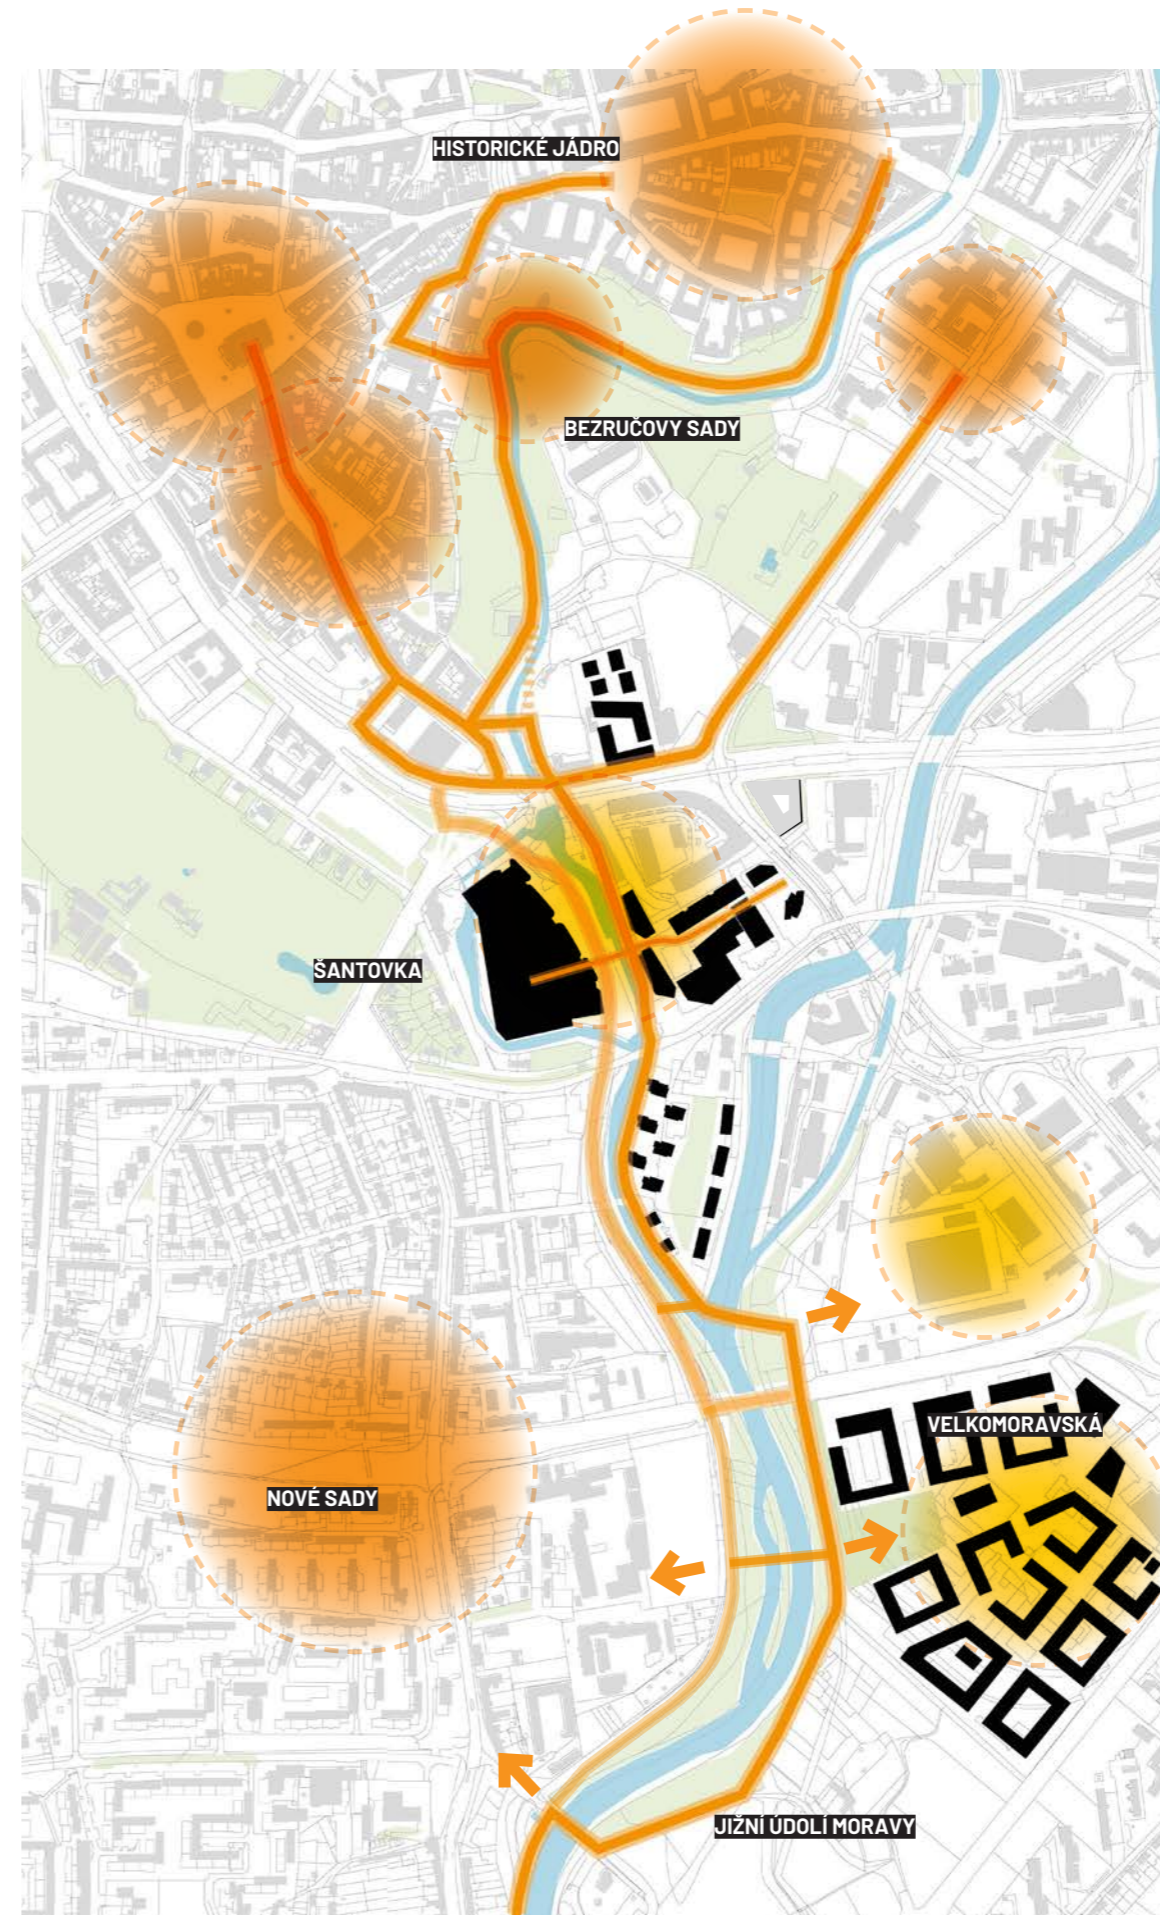 HISTORICKÉ JÁDRO
BEZRUČOVY SADY
ŠANTOVKA
VELKOMORAVSKÁ
NOVÉ SADY
JIŽNÍ ÚDOLÍ MORAVY